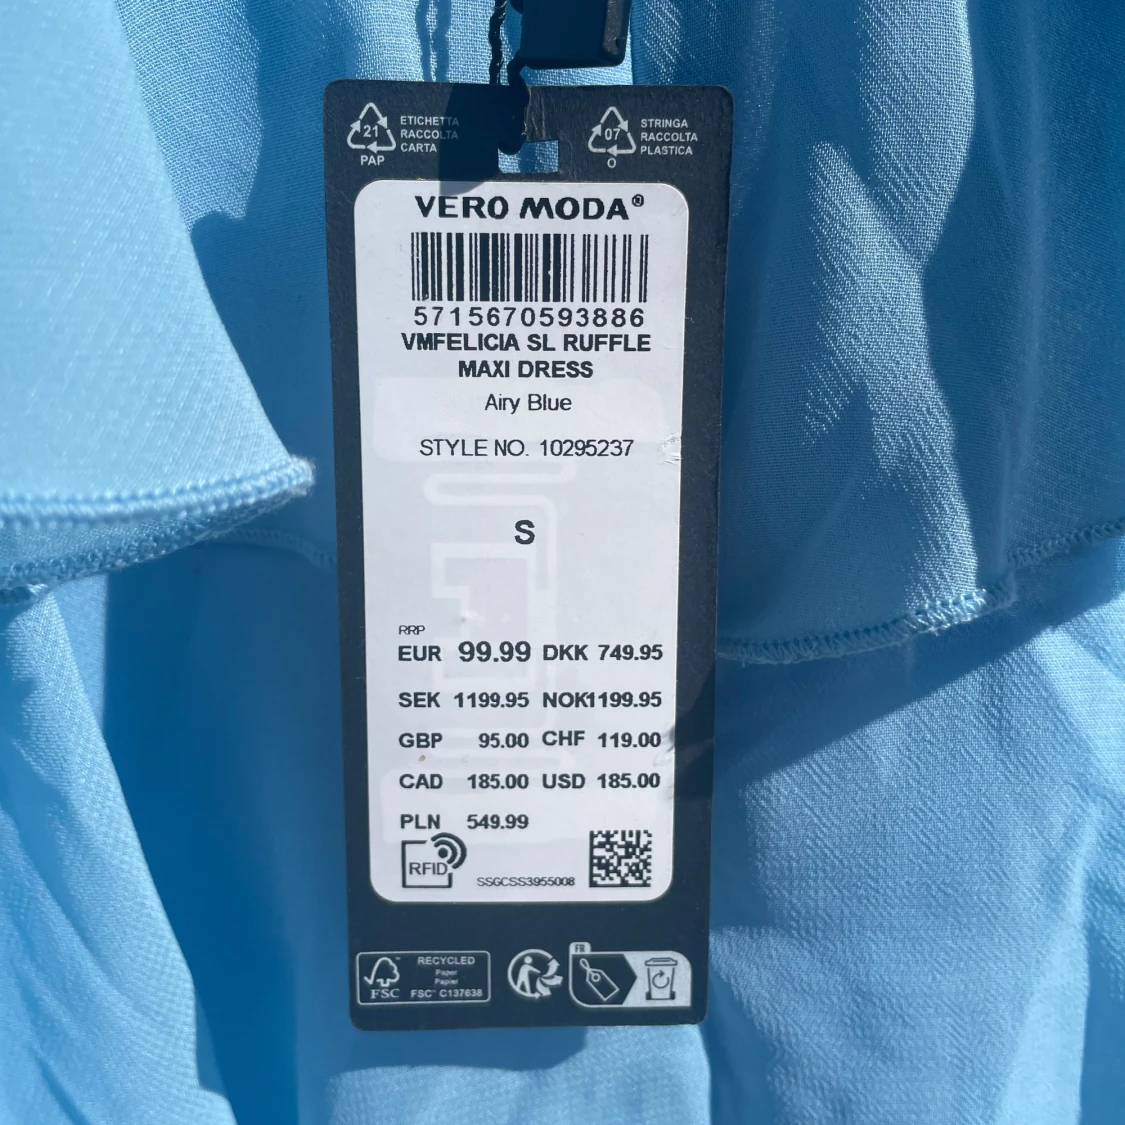 21
PAP
ETICHETTA
RACCOLTA
CARTA
07
O
STRINGA
RACCOLTA
PLASTICA
VERO MODA®
5715670593886
VMFELICIA SL RUFFLE
MAXI DRESS
Airy Blue
STYLE NO. 10295237
S
RRP
EUR 99.99 DKK 749.95
SEK 1199.95 NOK1199.95
GBP 95.00 CHF 119.00
CAD 185.00 USD 185.00
PLN 549.99
RFID
SSGCSS3955008
FSC
RECYCLED
Paper
Papier
FSC™ C137638
FR